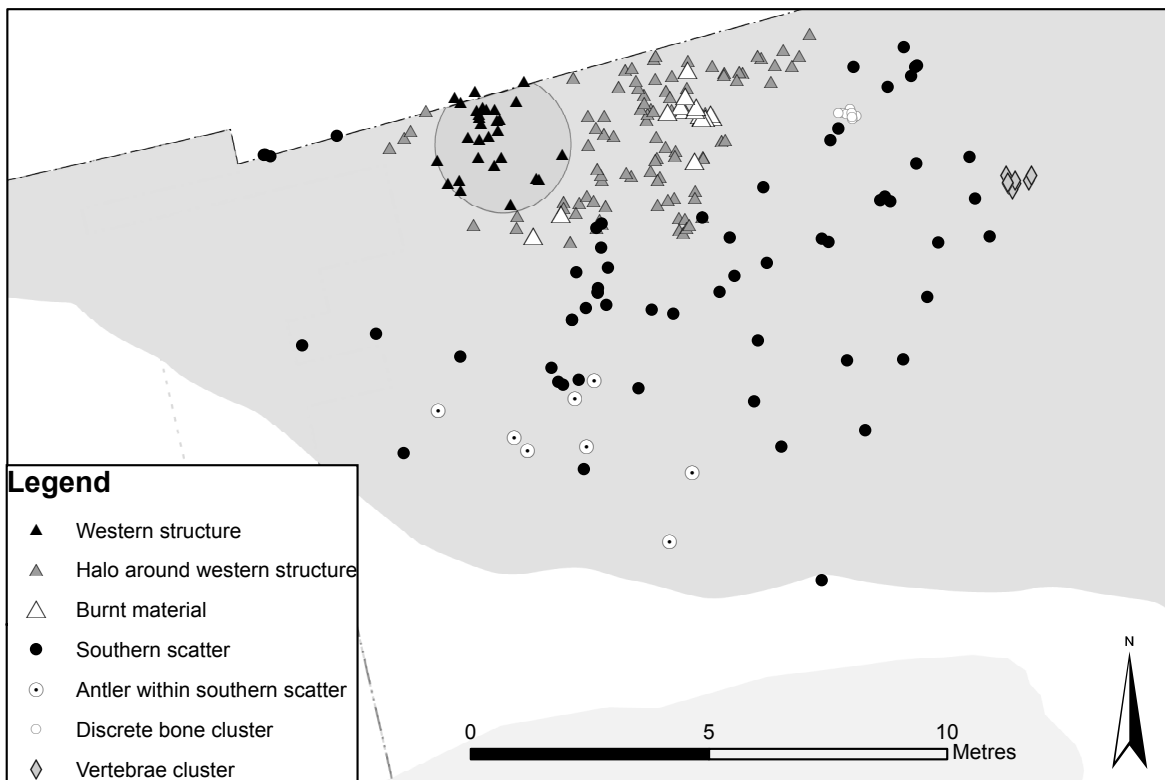 Legend
Western structure
Halo around western structure
Burnt material
Southern scatter
Antler within southern scatter
Discrete bone cluster
Vertebrae cluster
N
0 5 10
Metres